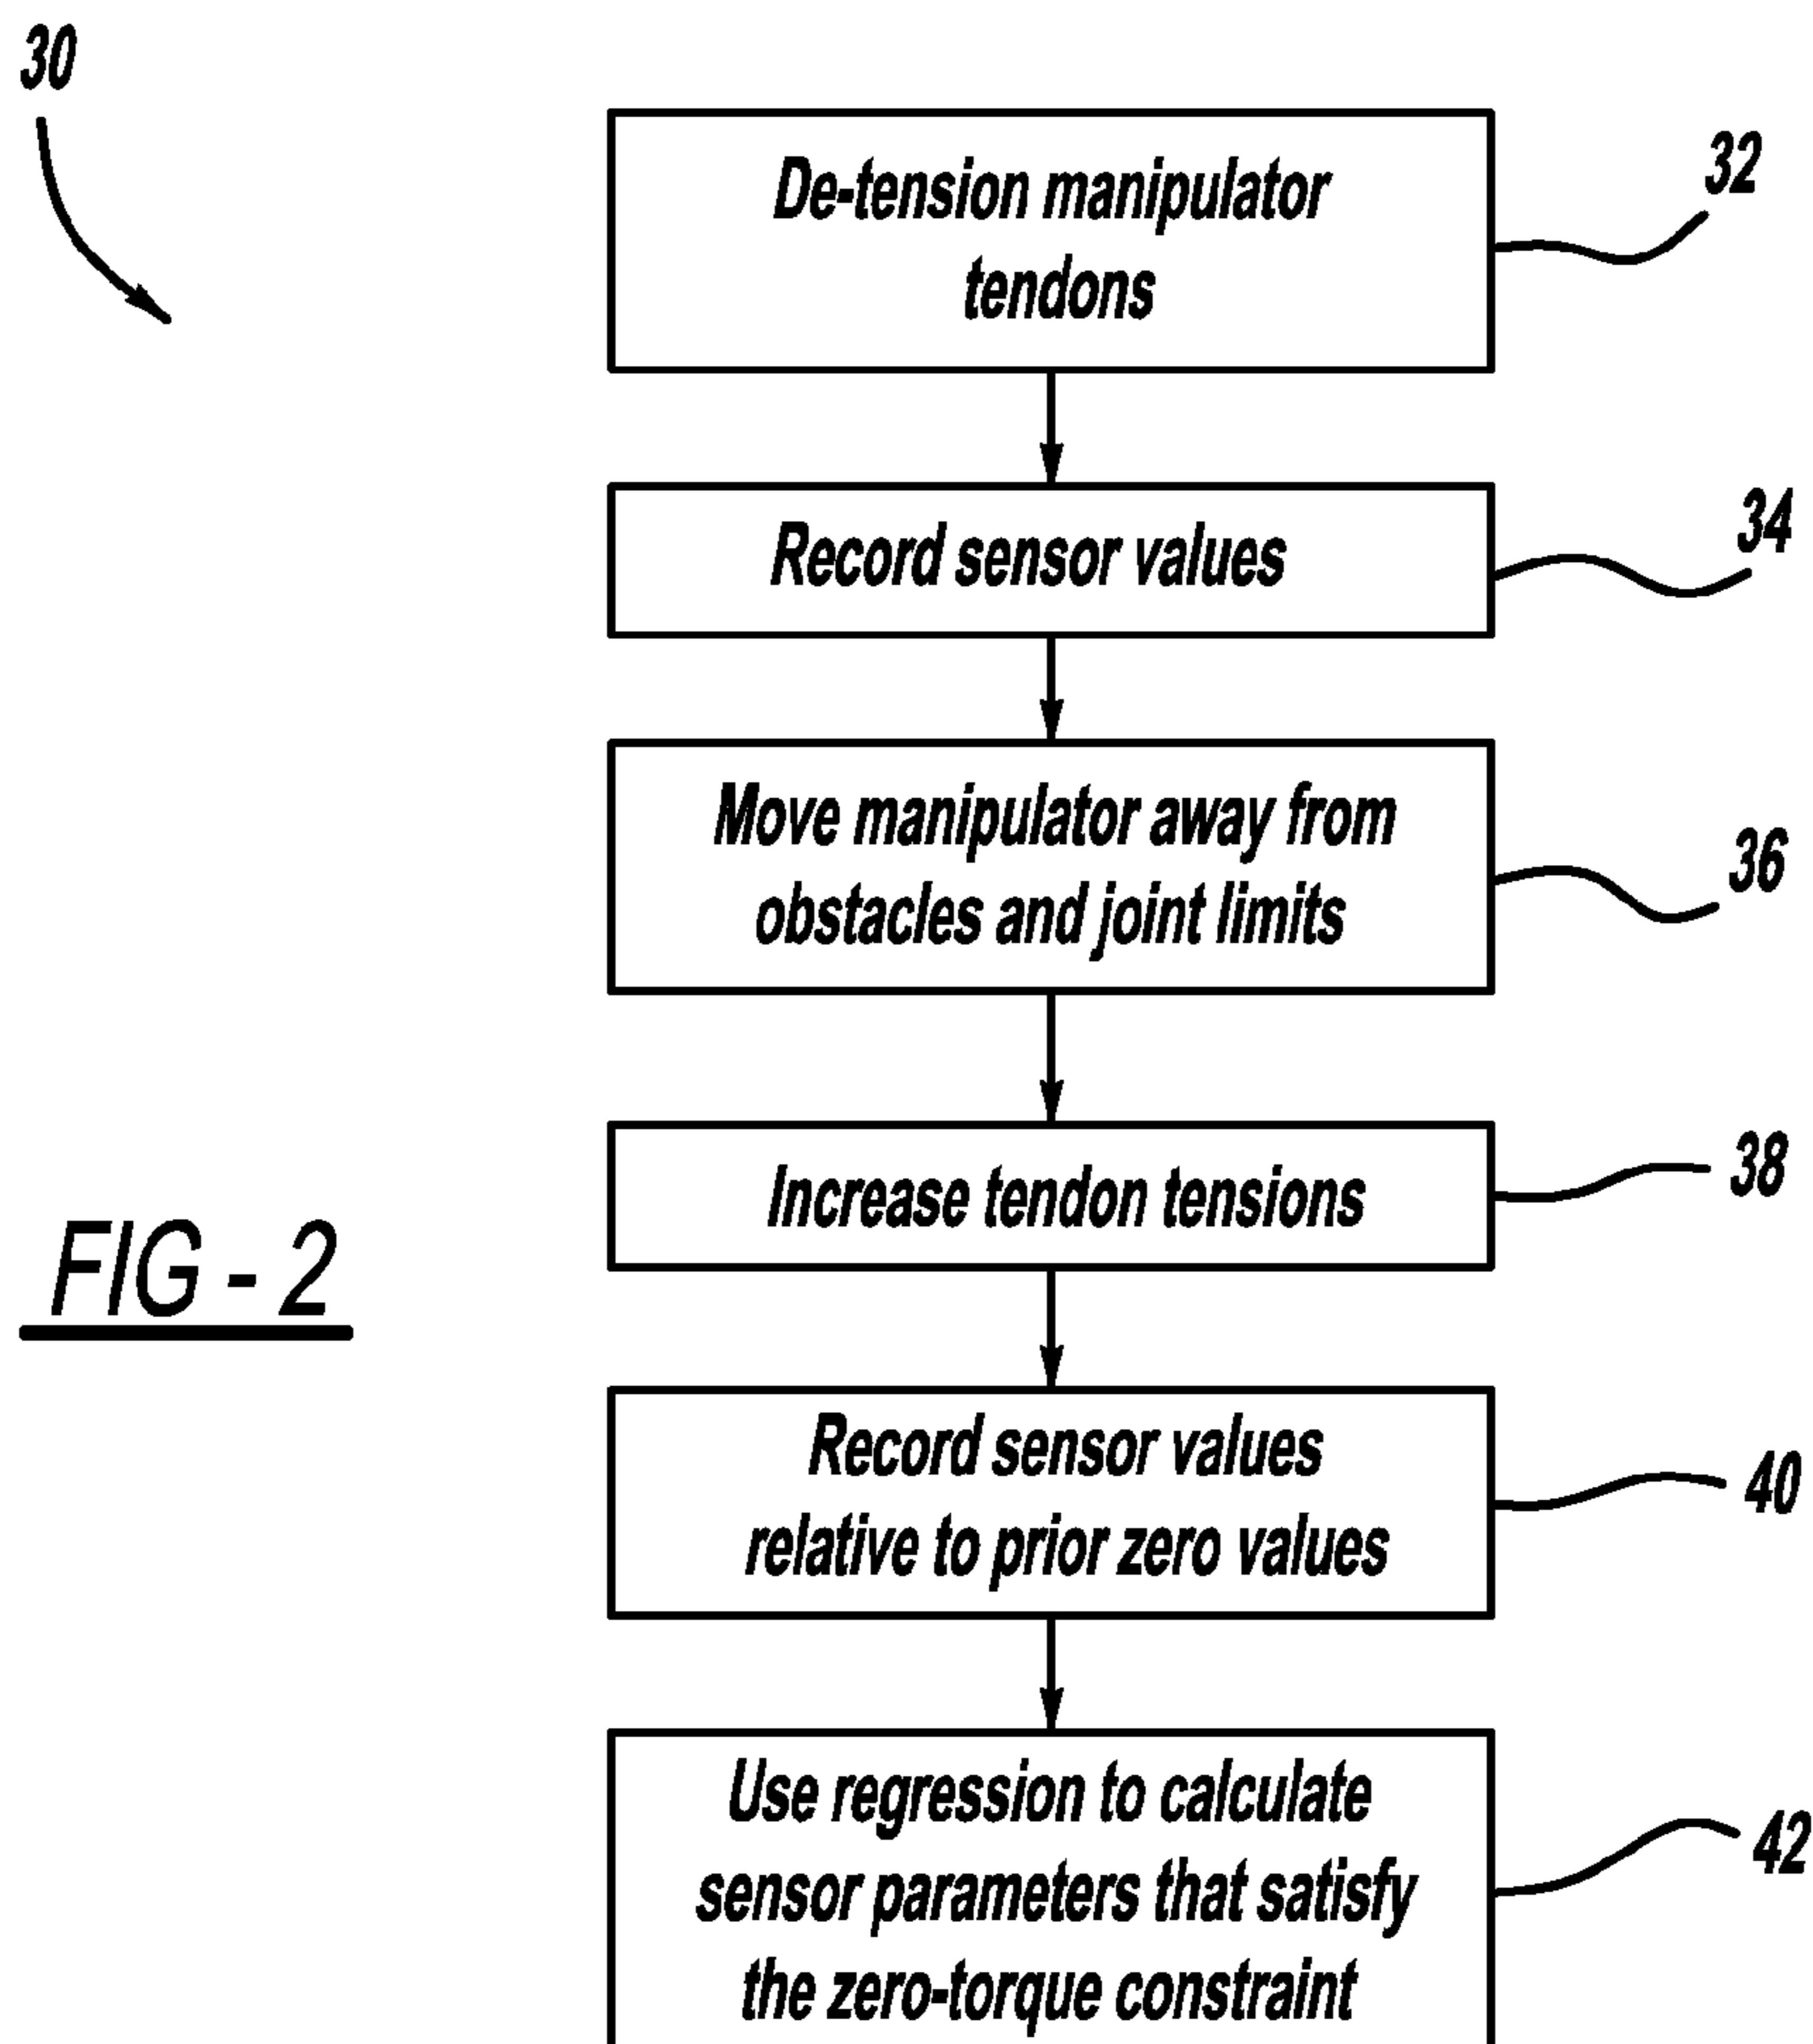 30
De-tension manipulator
tendons
32
Record sensor values
34
Move manipulator away from
obstacles and joint limits
36
Increase tendon tensions
38
FIG - 2
Record sensor values
relative to prior zero values
40
Use regression to calculate
sensor parameters that satisfy
the zero-torque constraint
42